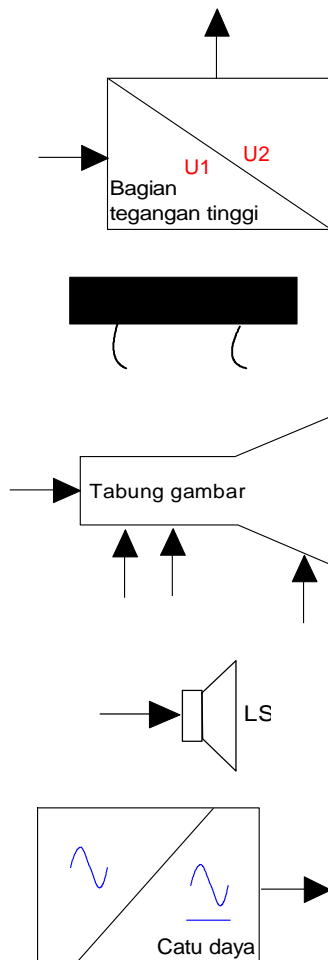 U1 U2
Bagian
tegangan tinggi
Tabung gambar
LS
Catu daya